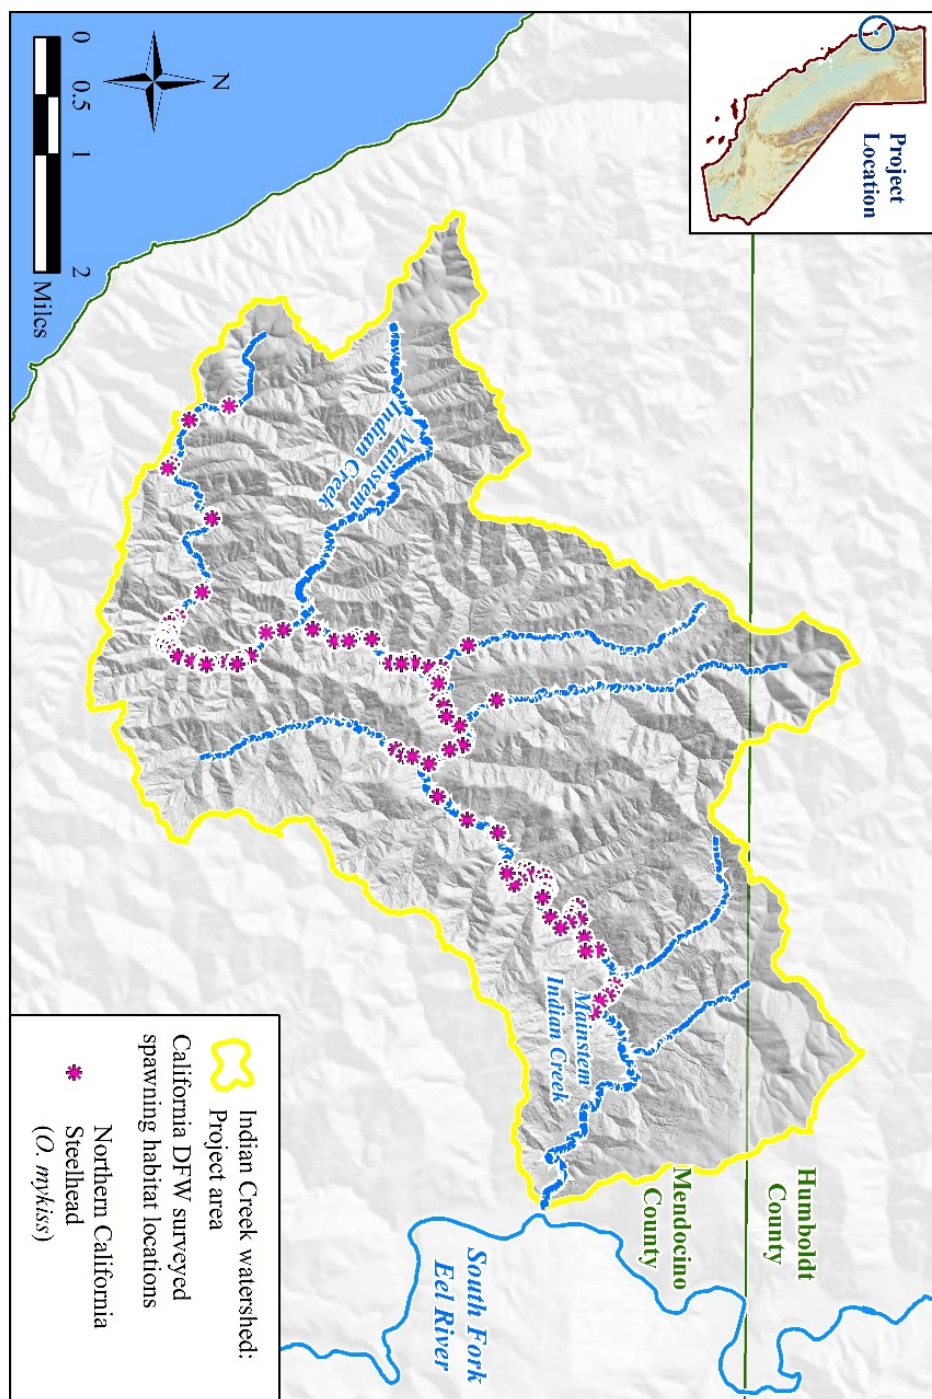 Project
Location
N
0 0.5 1 2
Miles
Humboldt
County
Mendocino
County
Mainstem
Indian Creek
Mainstem
Indian Creek
South Fork
Eel River
Indian Creek watershed:
Project area
California DFW surveyed
spawning habitat locations
Northern California
Steelhead
(O. mykiss)